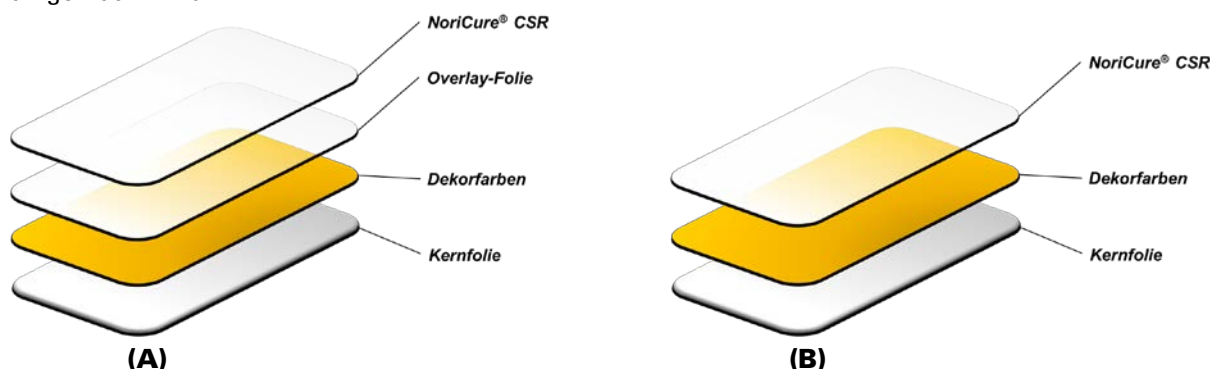 NoriCure® CSR
Overlay-Folie
Dekorfarben
Kernfolie
(A)
NoriCure® CSR
Dekorfarben
Kernfolie
(B)